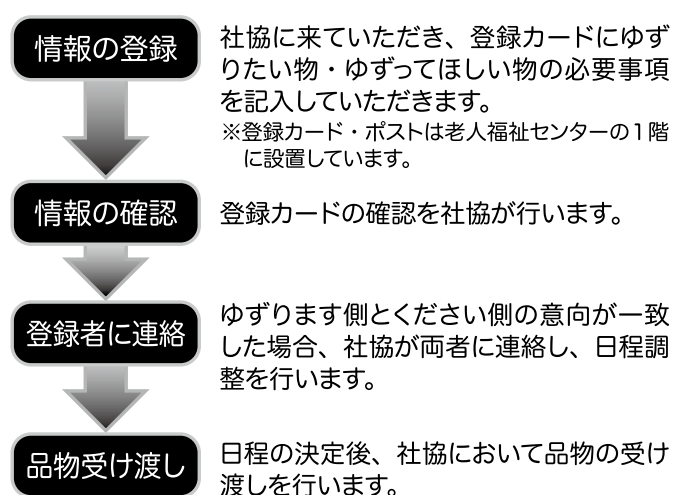 情報の登録
社協に来ていただき、登録カードにゆず
りたい物・ゆずってほしい物の必要事項
を記入していただきます。
※登録カード・ポストは老人福祉センターの1階
に設置しています。
情報の確認
登録カードの確認を社協が行います。
登録者に連絡
ゆずります側とください側の意向が一致
した場合、社協が両者に連絡し、日程調
整を行います。
品物受け渡し
日程の決定後、社協において品物の受け
渡しを行います。